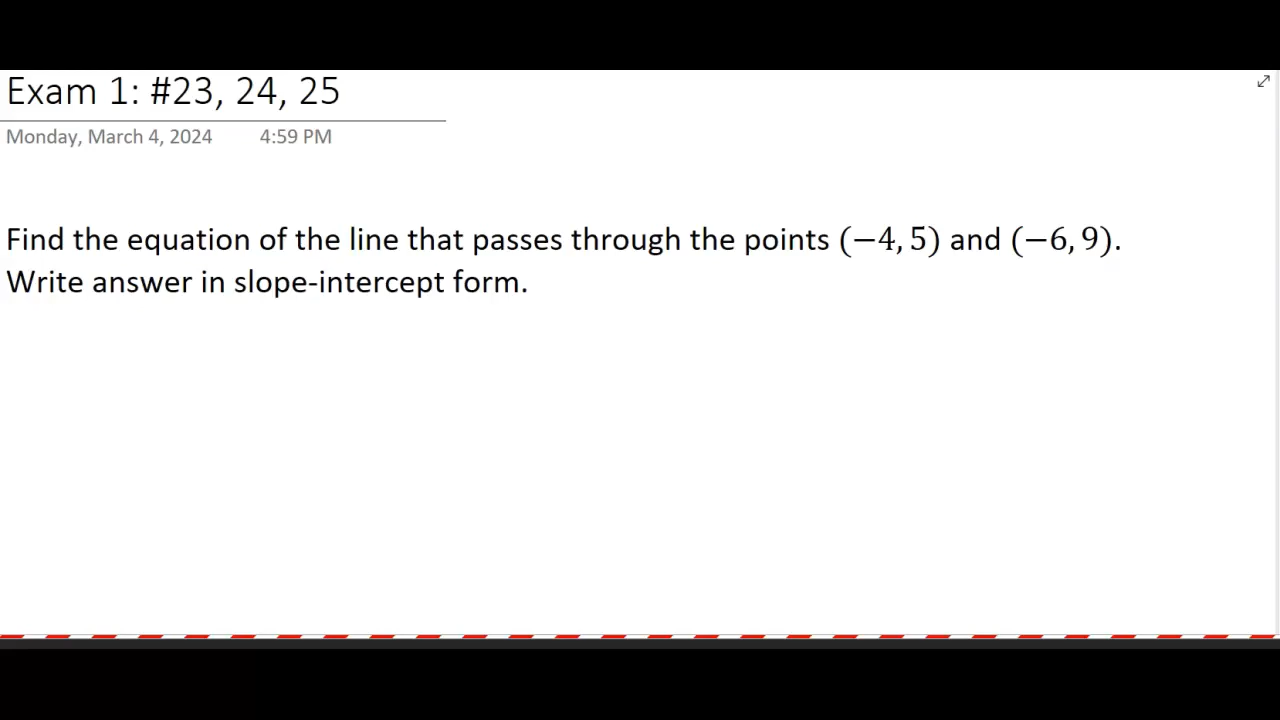 Exam 1: #23, 24, 25
Monday, March 4, 2024 4:59 PM
Find the equation of the line that passes through the points (−4, 5) and (−6, 9).
Write answer in slope-intercept form.